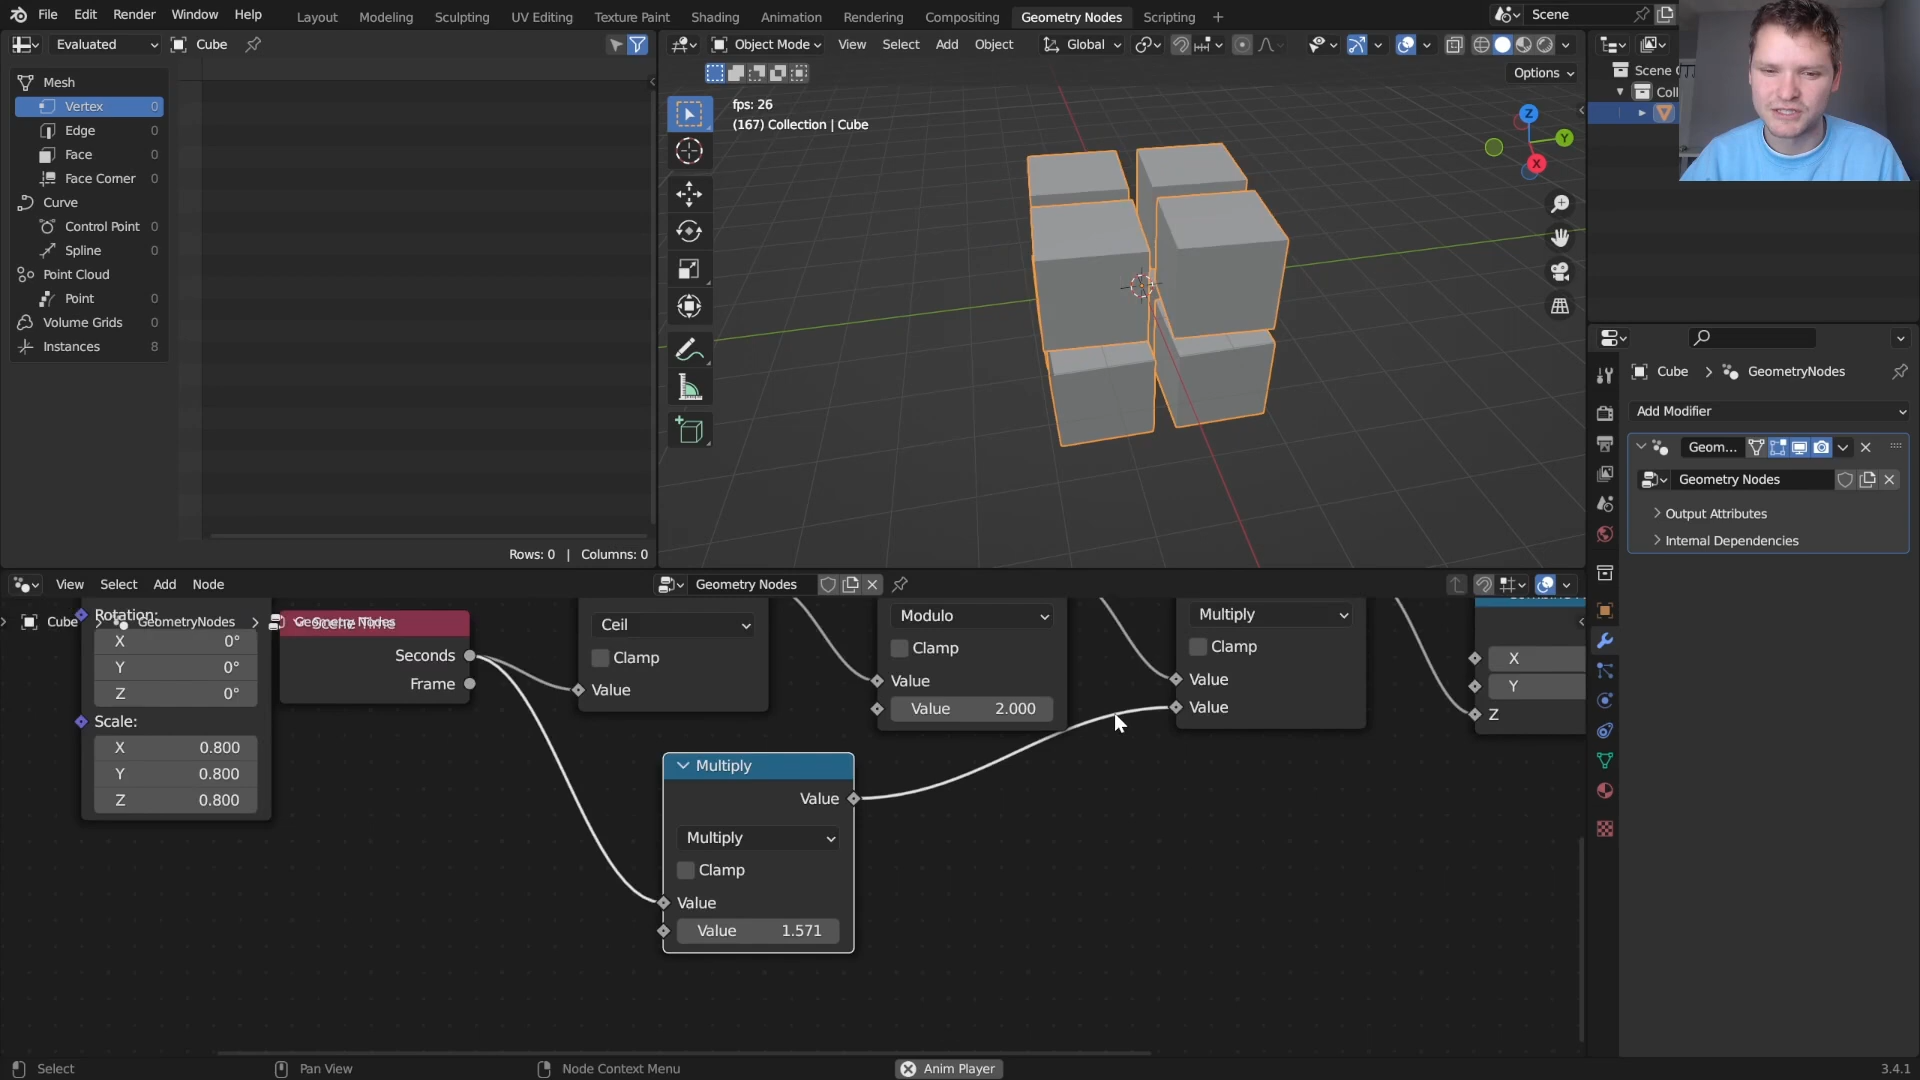 File Edit Render Window Help
Layout Modeling Sculpting UV Editing Texture Paint Shading Animation Rendering Compositing Geometry Nodes Scripting +
Scene
Evaluated Cube
Object Mode View Select Add Object Global
Options
Mesh
Vertex 0
Edge 0
Face 0
Face Corner 0
Curve
Control Point 0
Spline 0
Point Cloud
Point 0
Volume Grids 0
Instances 8
Rows: 0 | Columns: 0
fps: 26
(167) Collection | Cube
Z
Y
X
Scene
Coll
Cube > GeometryNodes
Add Modifier
Geom...
Geometry Nodes
Output Attributes
Internal Dependencies
View Select Add Node
Geometry Nodes
Cube > GeometryNodes > Geometry Nodes
Rotation:
X 0°
Y 0°
Z 0°
Scale:
X 0.800
Y 0.800
Z 0.800
Scene Time
Seconds
Frame
Ceil
Clamp
Value
Modulo
Clamp
Value
Value 2.000
Multiply
Clamp
Value
Value
X
Y
Z
Multiply
Value
Multiply
Clamp
Value
Value 1.571
Select Pan View Node Context Menu Anim Player 3.4.1